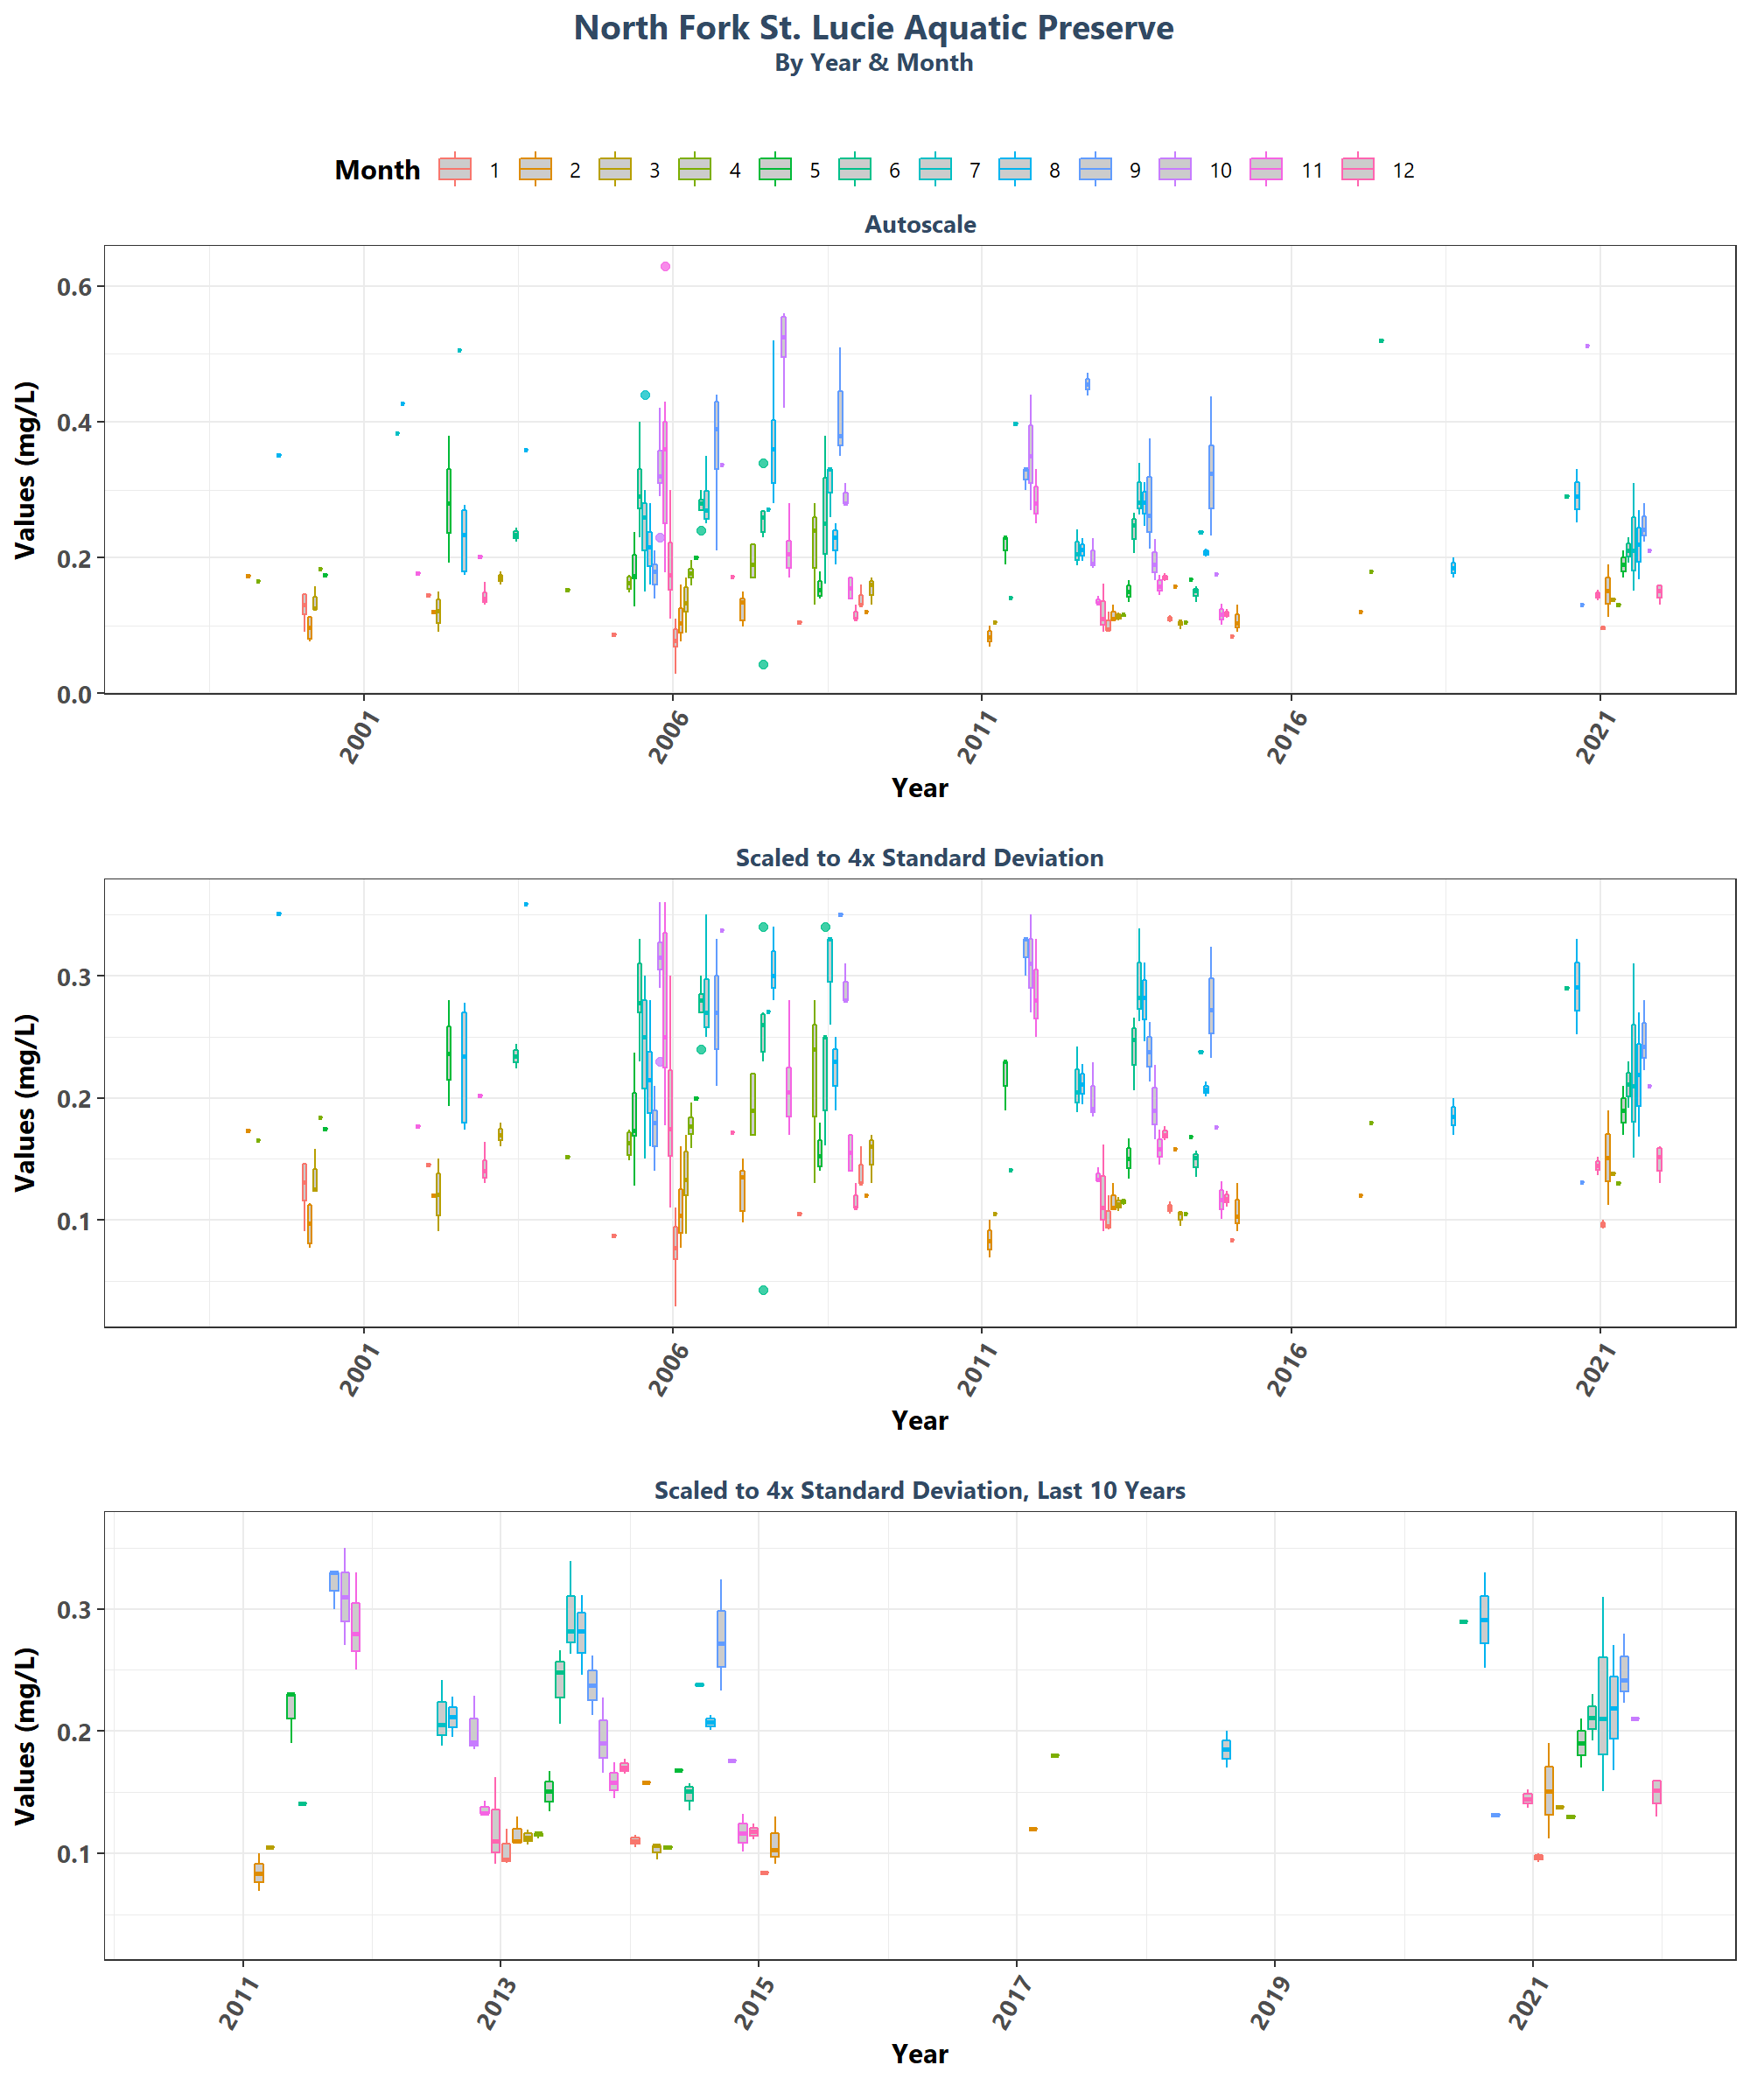 North Fork St. Lucie Aquatic Preserve
By Year & Month
Month 1 2 3 4 5 6 7 8 9 10 11 12
Autoscale
Values (mg/L)
0.6
0.4
0.2
0.0
2001 2006 2011 2016 2021
Year
Scaled to 4x Standard Deviation
Values (mg/L)
0.3
0.2
0.1
2001 2006 2011 2016 2021
Year
Scaled to 4x Standard Deviation, Last 10 Years
Values (mg/L)
0.3
0.2
0.1
2011 2013 2015 2017 2019 2021
Year